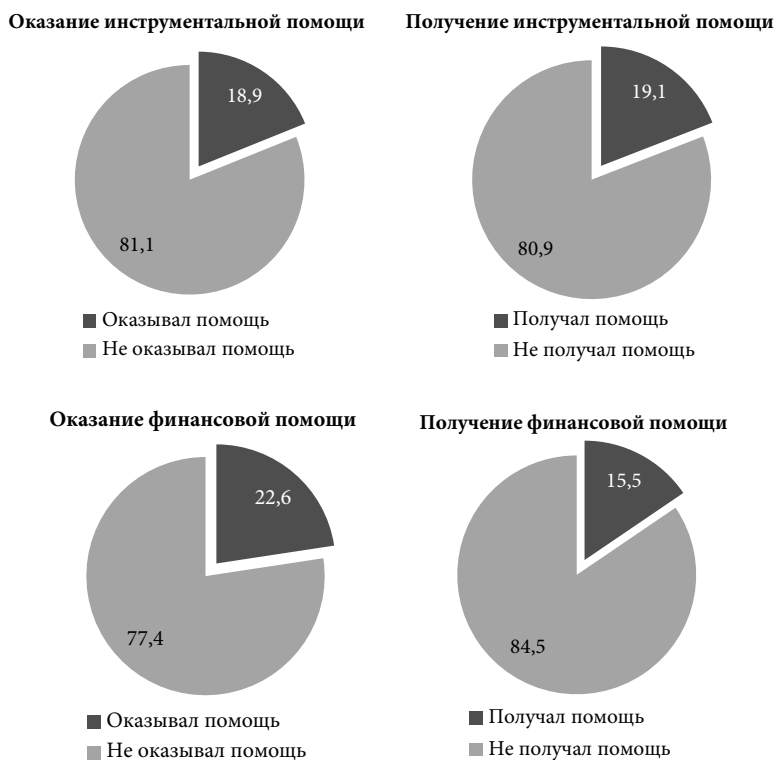 Оказание инструментальной помощи
18,9
81,1
Оказывал помощь
Не оказывал помощь
Получение инструментальной помощи
19,1
80,9
Получал помощь
Не получал помощь
Оказание финансовой помощи
22,6
77,4
Оказывал помощь
Не оказывал помощь
Получение финансовой помощи
15,5
84,5
Получал помощь
Не получал помощь